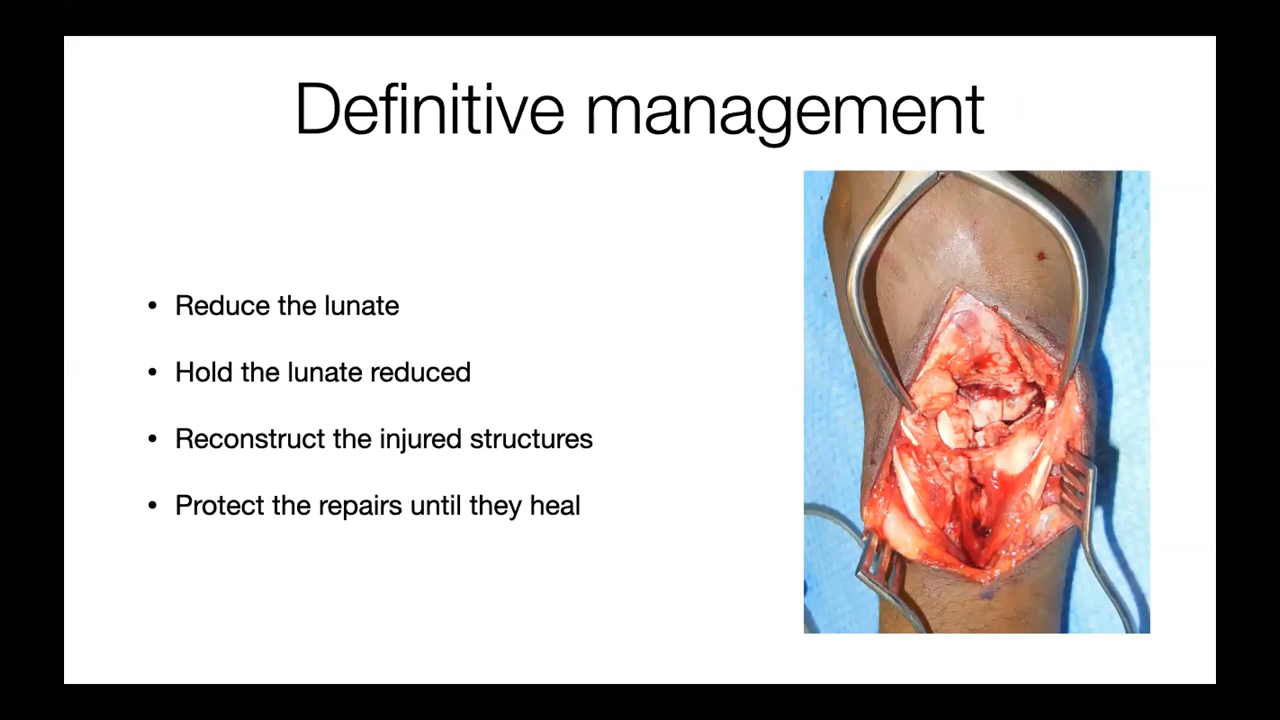 Definitive management
• Reduce the lunate
• Hold the lunate reduced
• Reconstruct the injured structures
• Protect the repairs until they heal